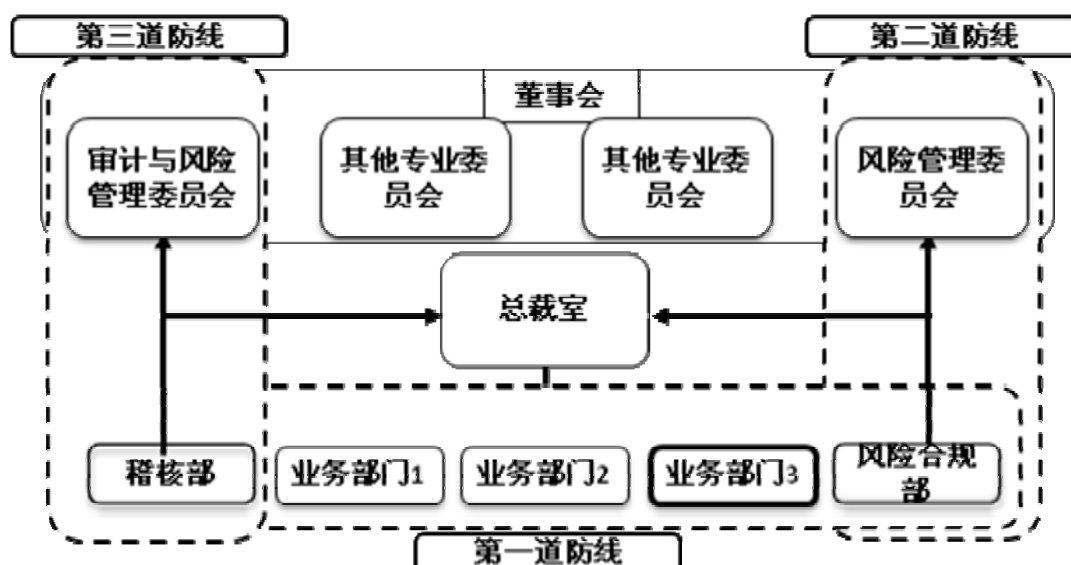 第三道防线
第二道防线
董事会
审计与风险
管理委员会
其他专业委
员会
其他专业委
员会
风险管理委
员会
总裁室
稽核部
业务部门1
业务部门2
业务部门3
风险合规
部
第一道防线